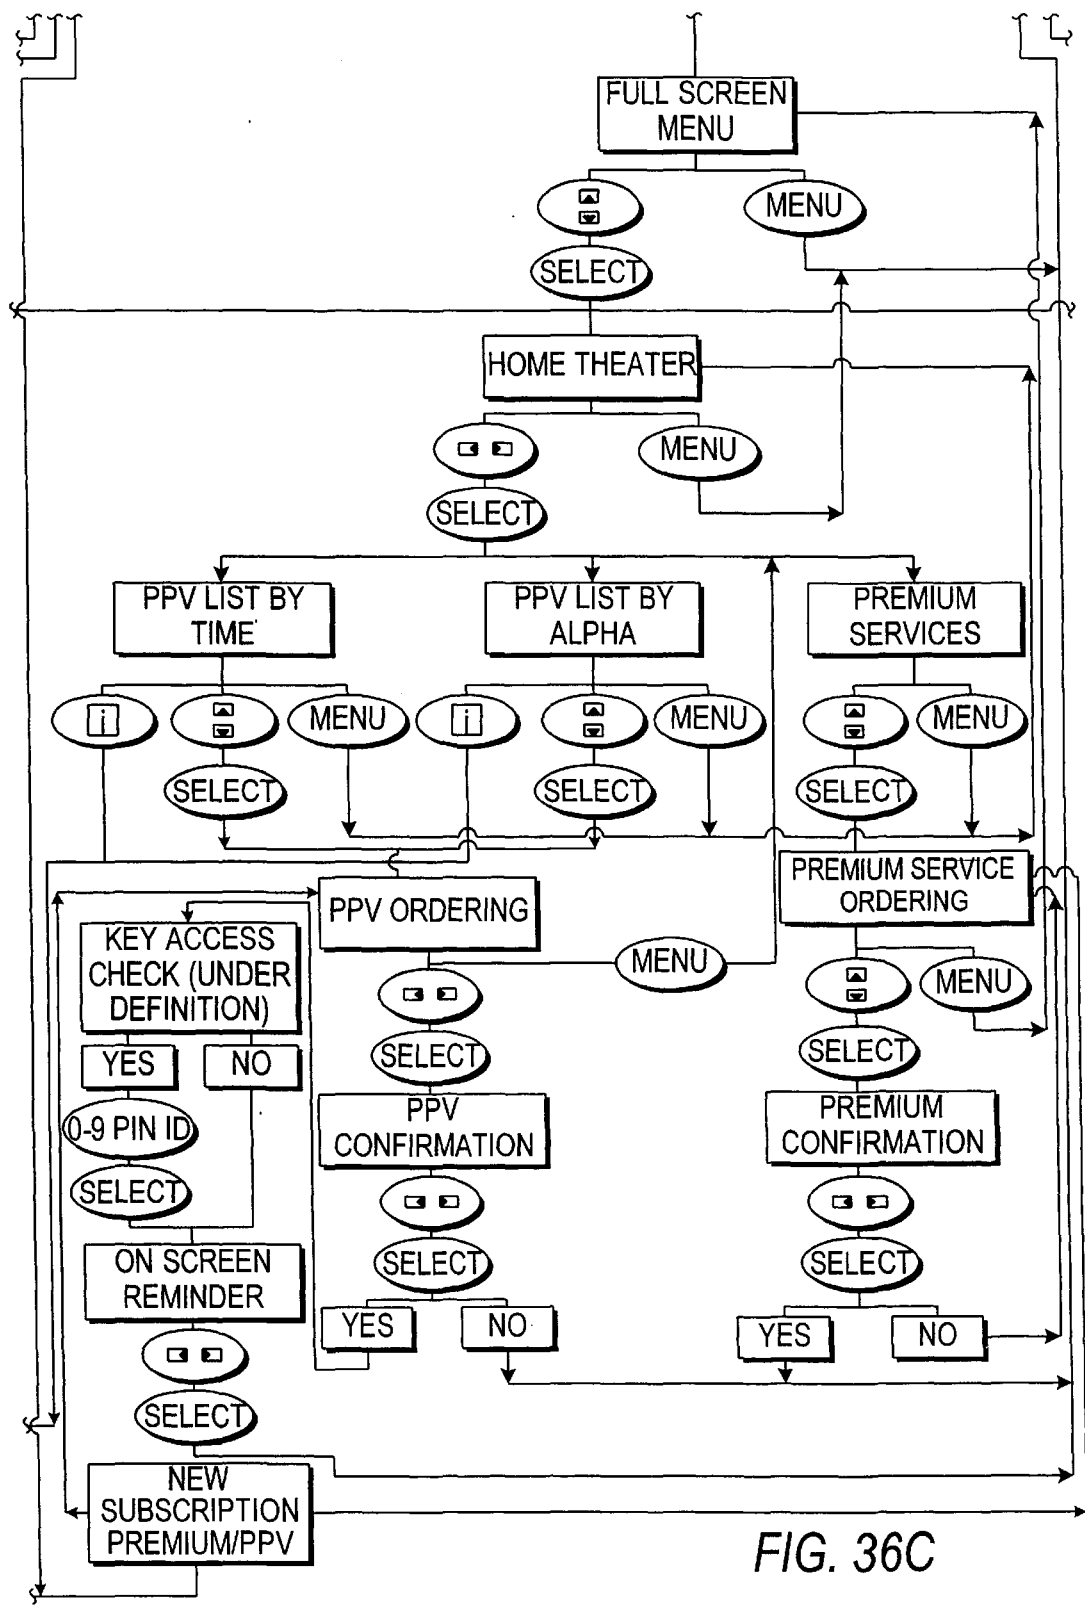 FULL SCREEN
MENU
MENU
SELECT
HOME THEATER
MENU
SELECT
PPV LIST BY
TIME
PPV LIST BY
ALPHA
PREMIUM
SERVICES
i
MENU
i
MENU
MENU
SELECT
SELECT
SELECT
PPV ORDERING
PREMIUM SERVICE
ORDERING
KEY ACCESS
CHECK (UNDER
DEFINITION)
MENU
MENU
YES
NO
SELECT
SELECT
0-9 PIN ID
PPV
CONFIRMATION
PREMIUM
CONFIRMATION
SELECT
ON SCREEN
REMINDER
SELECT
SELECT
YES
NO
YES
NO
SELECT
NEW
SUBSCRIPTION
PREMIUM/PPV
FIG. 36C